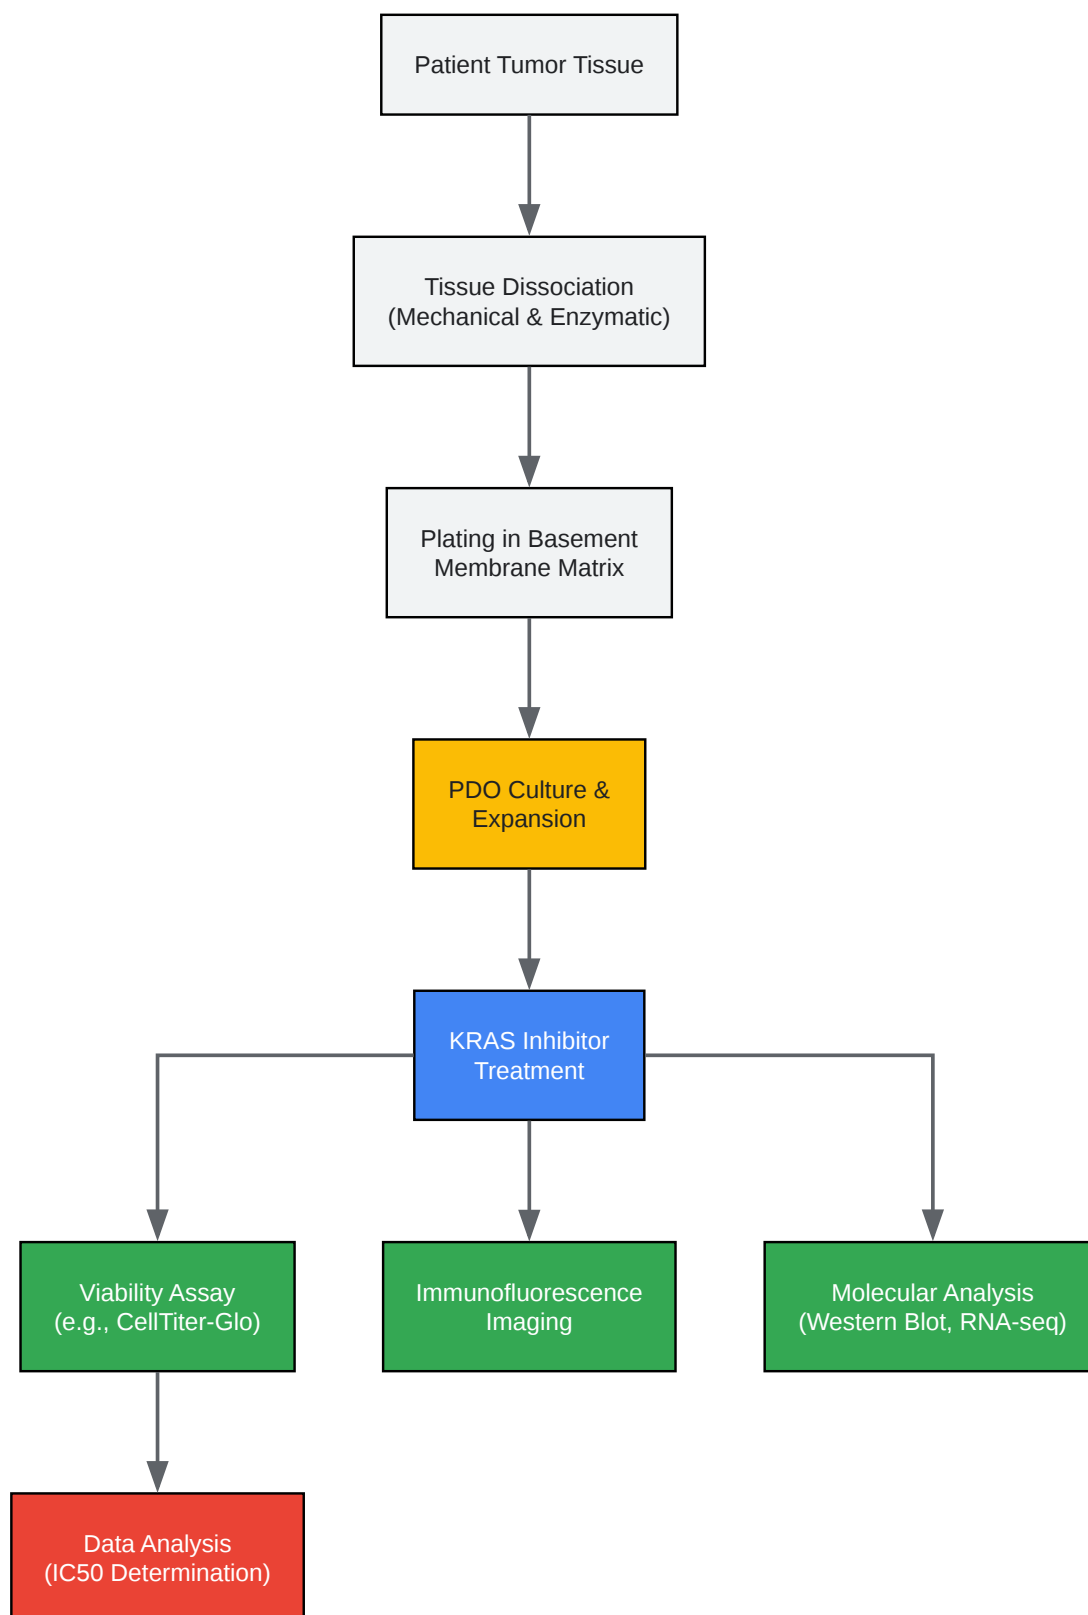 Patient Tumor Tissue
Tissue Dissociation
(Mechanical & Enzymatic)
Plating in Basement
Membrane Matrix
PDO Culture &
Expansion
KRAS Inhibitor
Treatment
Viability Assay
(e.g., CellTiter-Glo)
Immunofluorescence
Imaging
Molecular Analysis
(Western Blot, RNA-seq)
Data Analysis
(IC50 Determination)